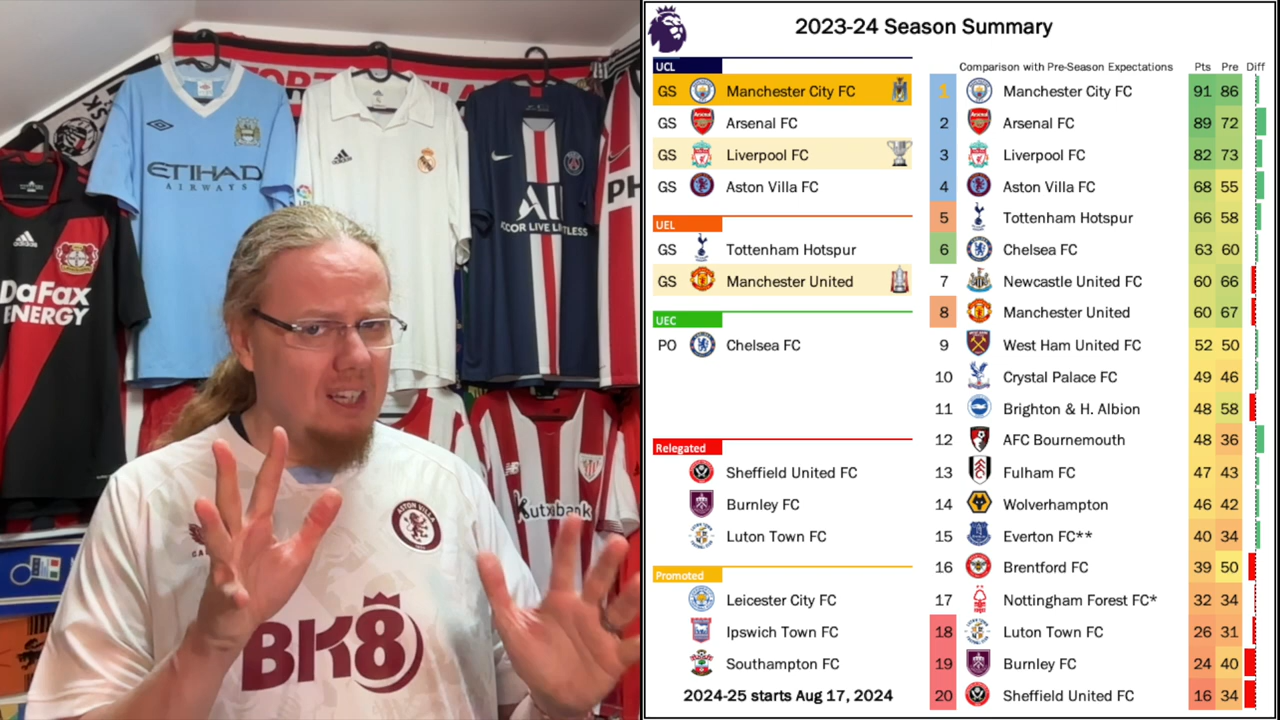 DaFax
ENERGY
adidas
ETIHAD
AIRWAYS
BK8
ASTON VILLA
Kutxabank
2023-24 Season Summary
UCL
GS Manchester City FC
GS Arsenal FC
GS Liverpool FC
GS Aston Villa FC
UEL
GS Tottenham Hotspur
GS Manchester United
UEC
PO Chelsea FC
Relegated
Sheffield United FC
Burnley FC
Luton Town FC
Promoted
Leicester City FC
Ipswich Town FC
Southampton FC
2024-25 starts Aug 17, 2024
Comparison with Pre-Season Expectations Pts Pre Diff
1 Manchester City FC 91 86
2 Arsenal FC 89 72
3 Liverpool FC 82 73
4 Aston Villa FC 68 55
5 Tottenham Hotspur 66 58
6 Chelsea FC 63 60
7 Newcastle United FC 60 66
8 Manchester United 60 67
9 West Ham United FC 52 50
10 Crystal Palace FC 49 46
11 Brighton & H. Albion 48 58
12 AFC Bournemouth 48 36
13 Fulham FC 47 43
14 Wolverhampton 46 42
15 Everton FC** 40 34
16 Brentford FC 39 50
17 Nottingham Forest FC* 32 34
18 Luton Town FC 26 31
19 Burnley FC 24 40
20 Sheffield United FC 16 34